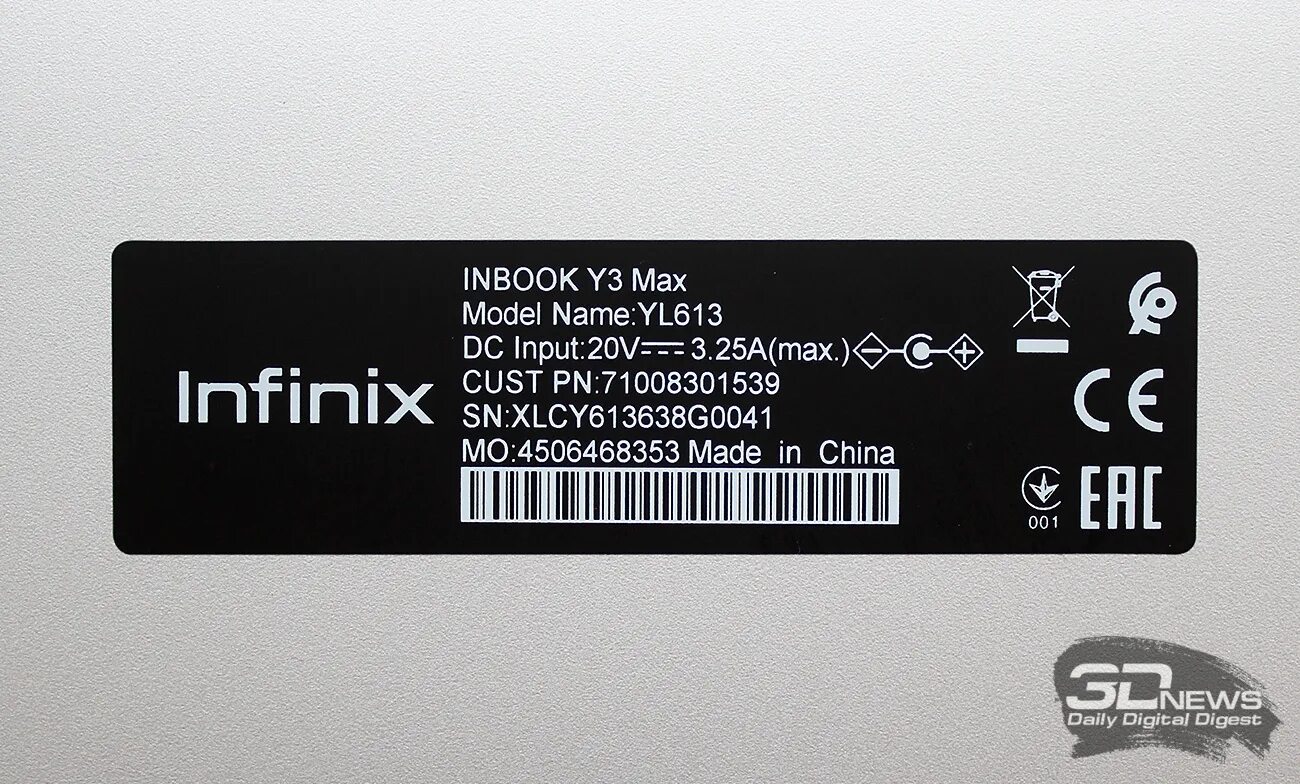 Infinix
INBOOK Y3 Max
Model Name:YL613
DC Input:20V⎓3.25A(max.)
CUST PN:71008301539
SN:XLCY613638G0041
MO:4506468353 Made in China
CE
001
EAC
3DNEWS
Daily Digital Digest